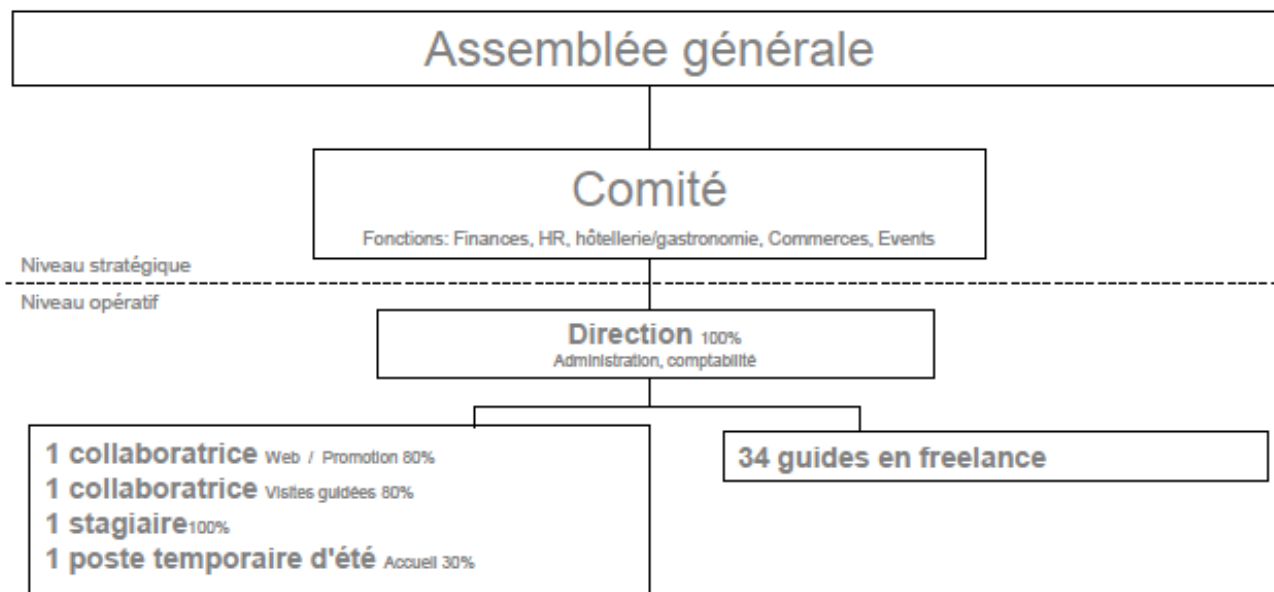 Assemblée générale
Comité
Fonctions: Finances, HR, hôtellerie/gastronomie, Commerces, Events
Niveau stratégique
Niveau opératif
Direction 100%
Administration, comptabilité
1 collaboratrice Web / Promotion 80%
1 collaboratrice Visites guidées 80%
1 stagiaire100%
1 poste temporaire d'été Accueil 30%
34 guides en freelance